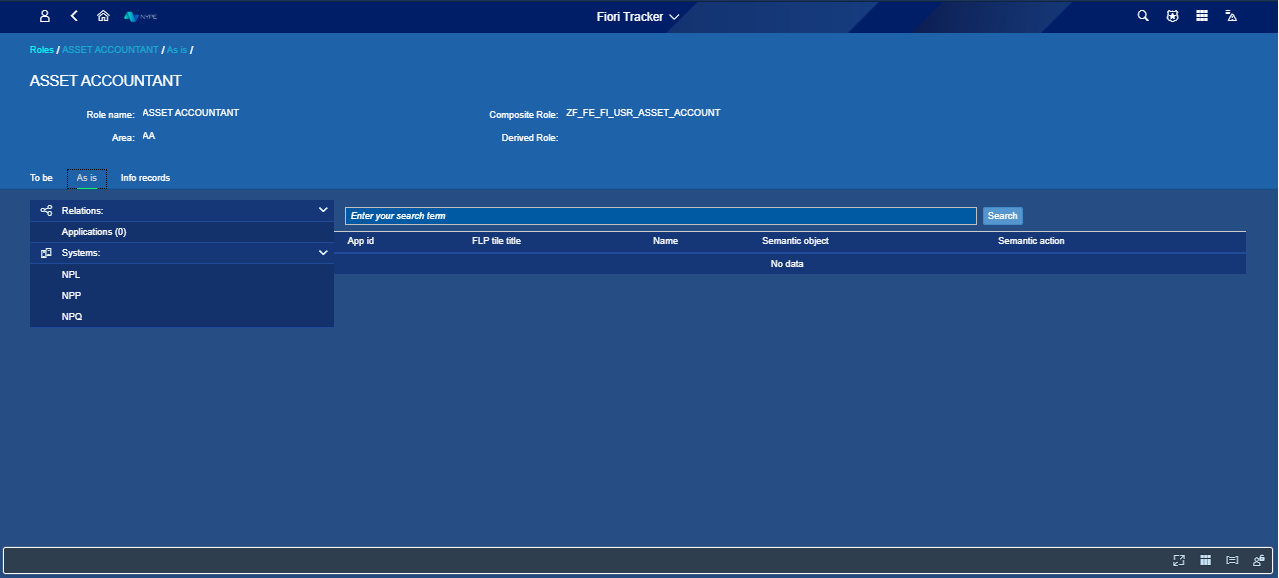 NYPE
Fiori Tracker
Roles / ASSET ACCOUNTANT / As is /
ASSET ACCOUNTANT
Role name: ASSET ACCOUNTANT
Composite Role: ZF_FE_FI_USR_ASSET_ACCOUNT
Area: AA
Derived Role:
To be As is Info records
Relations:
Applications (0)
Systems:
NPL
NPP
NPQ
Enter your search term Search
App id FLP tile title Name Semantic object Semantic action
No data